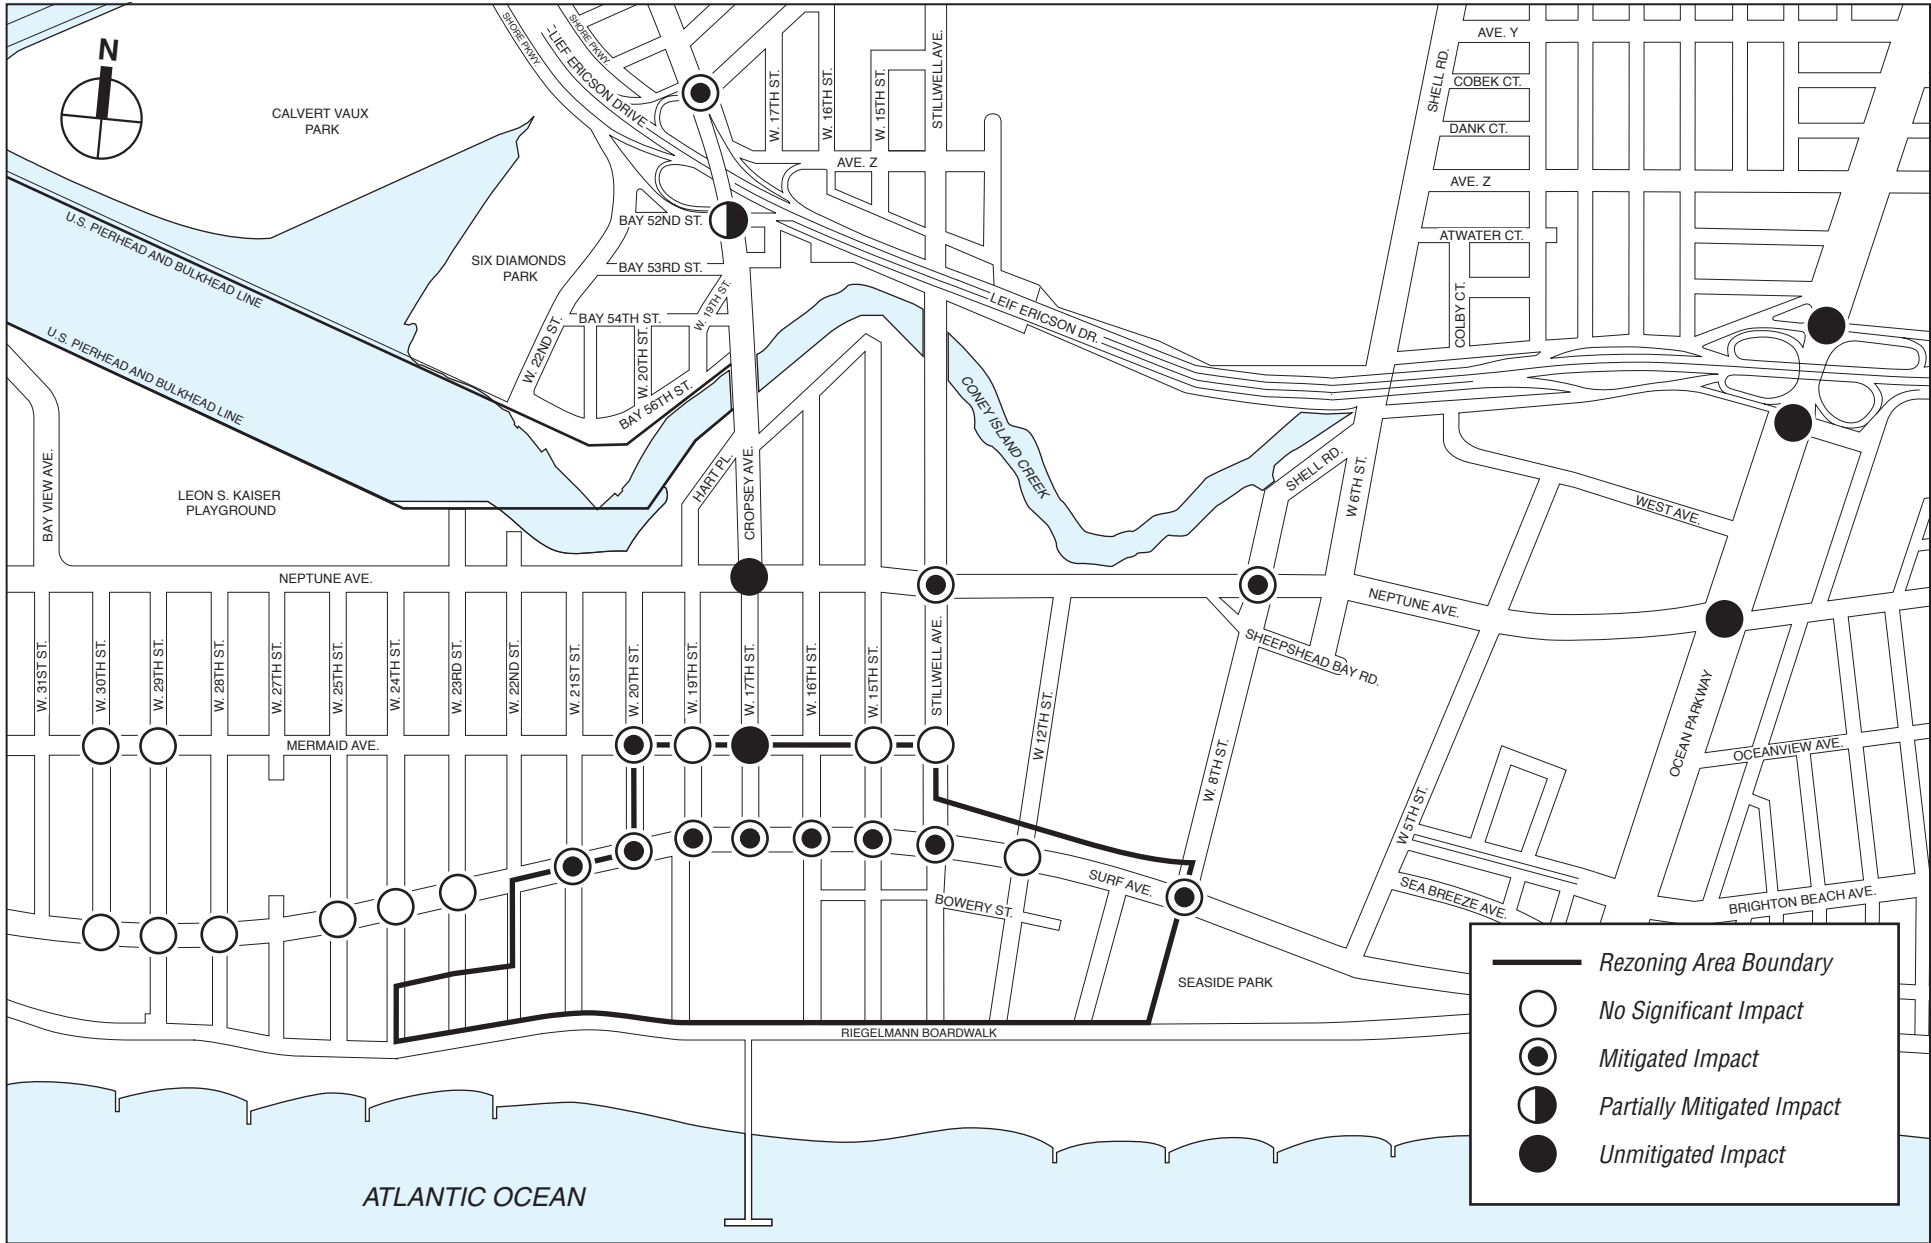 N
CALVERT VAUX
PARK
SHORE PKWY.
SHORE PKWY.
LIEF ERICSON DRIVE
W. 17TH ST.
W. 16TH ST.
W. 15TH ST.
STILLWELL AVE.
SHELL RD.
AVE. Y
COBEK CT.
DANK CT.
AVE. Z
AVE. Z
ATWATER CT.
COLBY CT.
U.S. PIERHEAD AND BULKHEAD LINE
U.S. PIERHEAD AND BULKHEAD LINE
SIX DIAMONDS
PARK
BAY 52ND ST.
BAY 53RD ST.
BAY 54TH ST.
W. 19TH ST.
W. 22ND ST.
W. 20TH ST.
BAY 56TH ST.
LEIF ERICSON DR.
CONEY ISLAND CREEK
BAY VIEW AVE.
LEON S. KAISER
PLAYGROUND
HART PL.
CROPSEY AVE.
SHELL RD.
W 6TH ST.
WEST AVE.
NEPTUNE AVE.
NEPTUNE AVE.
SHEEPSHEAD BAY RD.
W. 31ST ST.
W. 30TH ST.
W. 29TH ST.
W. 28TH ST.
W. 27TH ST.
W. 25TH ST.
W. 24TH ST.
W. 23RD ST.
W. 22ND ST.
W. 21ST ST.
W. 20TH ST.
W. 19TH ST.
W. 17TH ST.
W. 16TH ST.
W. 15TH ST.
STILLWELL AVE.
W 12TH ST.
W. 8TH ST.
W 5TH ST.
OCEAN PARKWAY
OCEANVIEW AVE.
MERMAID AVE.
SURF AVE.
BOWERY ST.
SEA BREEZE AVE.
BRIGHTON BEACH AVE.
SEASIDE PARK
RIEGELMANN BOARDWALK
ATLANTIC OCEAN
Rezoning Area Boundary
No Significant Impact
Mitigated Impact
Partially Mitigated Impact
Unmitigated Impact